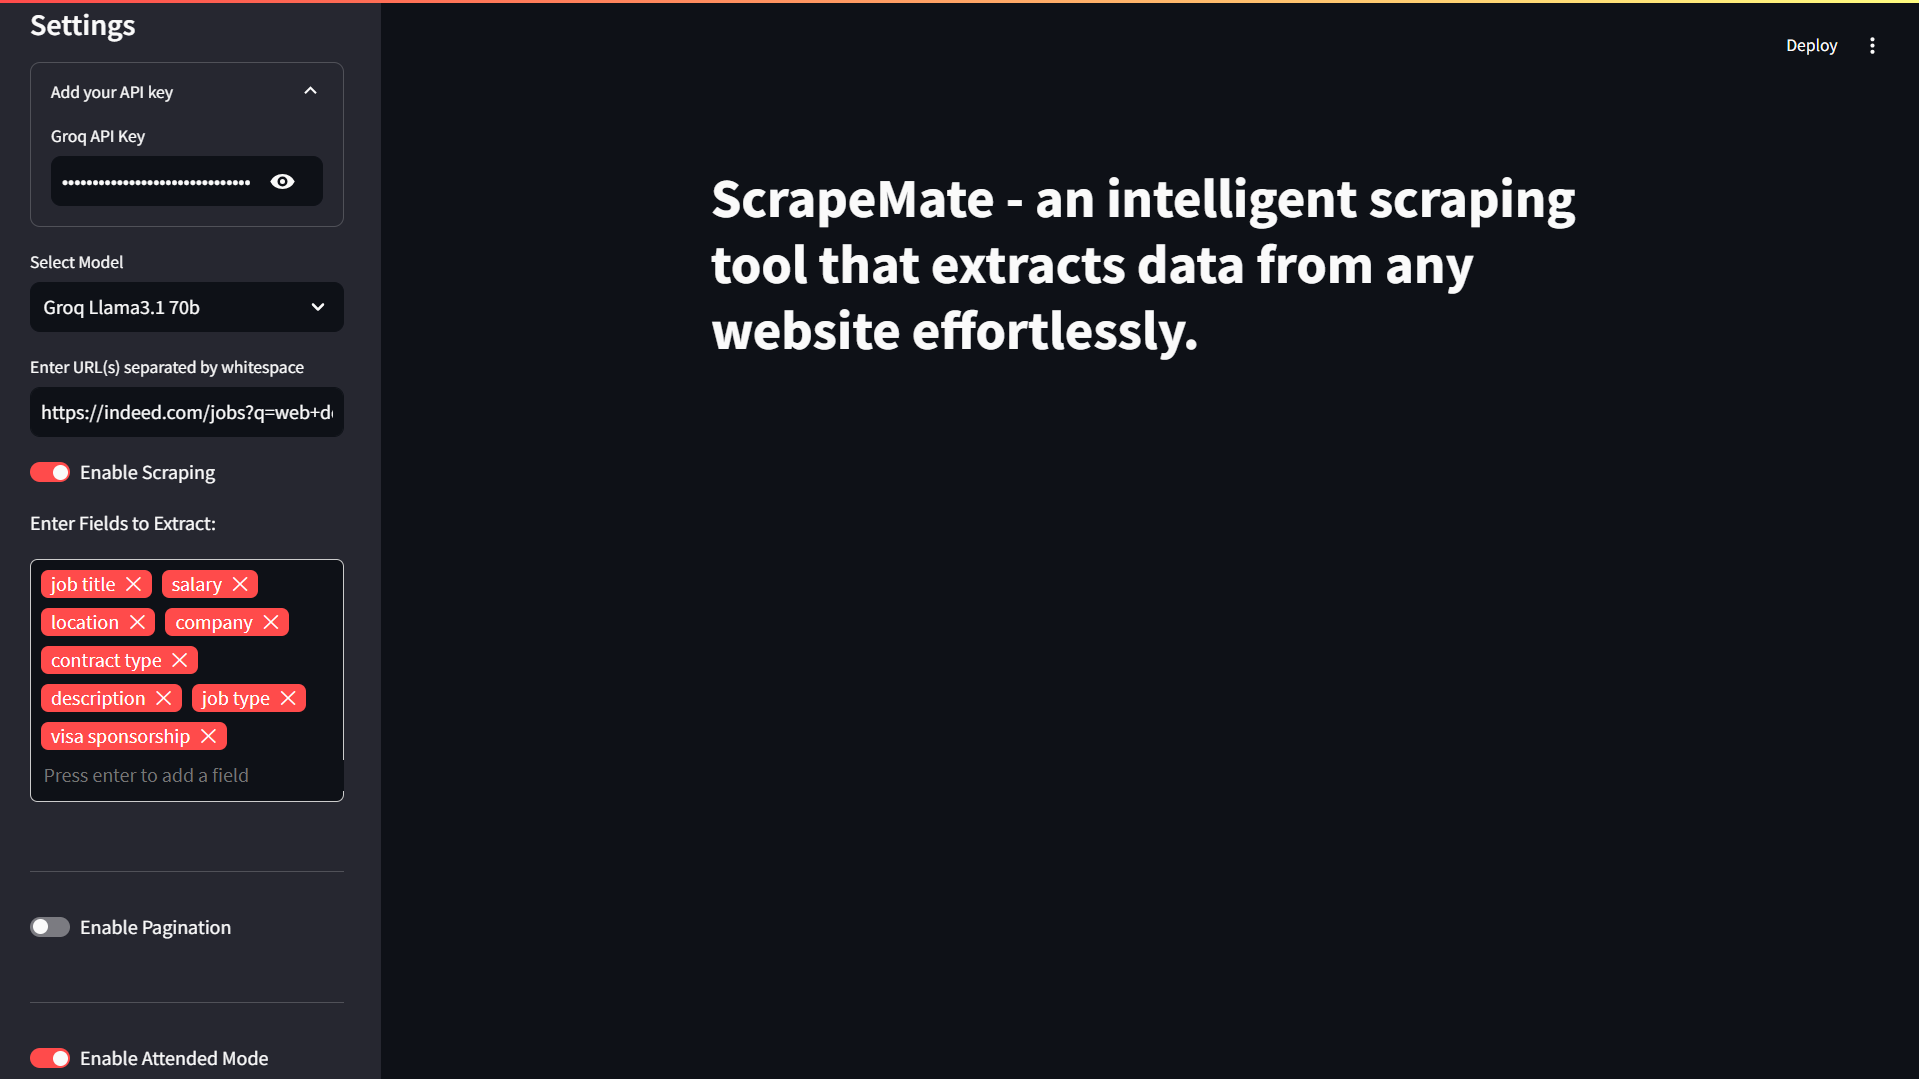 Settings
Add your API key
Groq API Key
••••••••••••••••••••••••••••••••
Select Model
Groq Llama3.1 70b
Enter URL(s) separated by whitespace
https://indeed.com/jobs?q=web+d
Enable Scraping
Enter Fields to Extract:
job title
salary
location
company
contract type
description
job type
visa sponsorship
Press enter to add a field
Enable Pagination
Enable Attended Mode
Deploy
ScrapeMate - an intelligent scraping
tool that extracts data from any
website effortlessly.